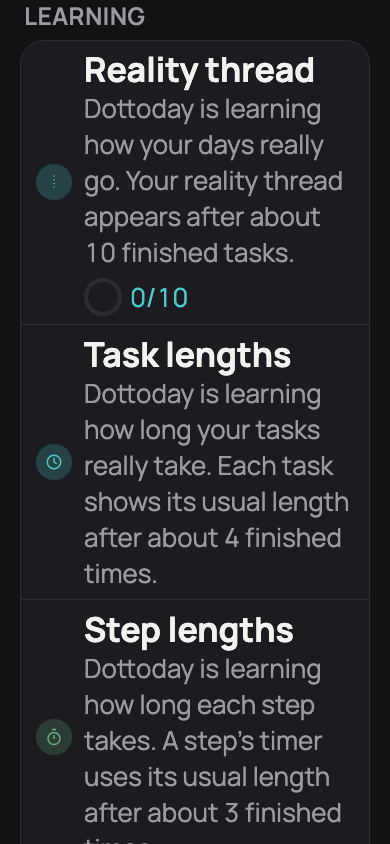 LEARNING
Reality thread
Dottoday is learning
how your days really
go. Your reality thread
appears after about
10 finished tasks.
0/10
Task lengths
Dottoday is learning
how long your tasks
really take. Each task
shows its usual length
after about 4 finished
times.
Step lengths
Dottoday is learning
how long each step
takes. A step's timer
uses its usual length
after about 3 finished